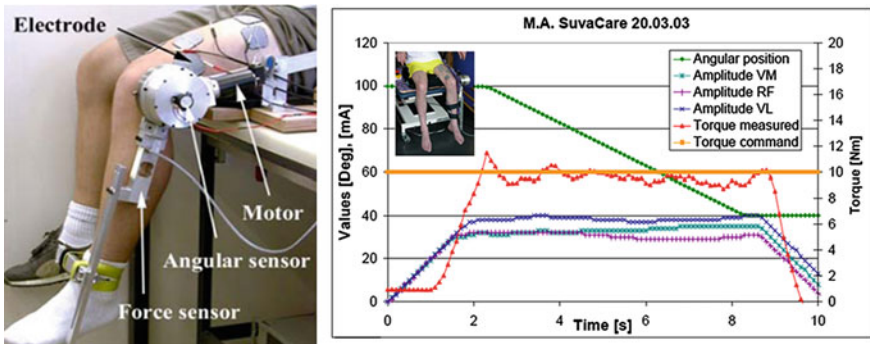 Electrode
Motor
Angular sensor
Force sensor
M.A. SuvaCare 20.03.03
Values [Deg], [mA]
120
100
80
60
40
20
0
Angular position
Amplitude VM
Amplitude RF
Amplitude VL
Torque measured
Torque command
20
18
16
14
12
10
8
6
4
2
0
Torque [Nm]
0
2
4
6
8
10
Time [s]